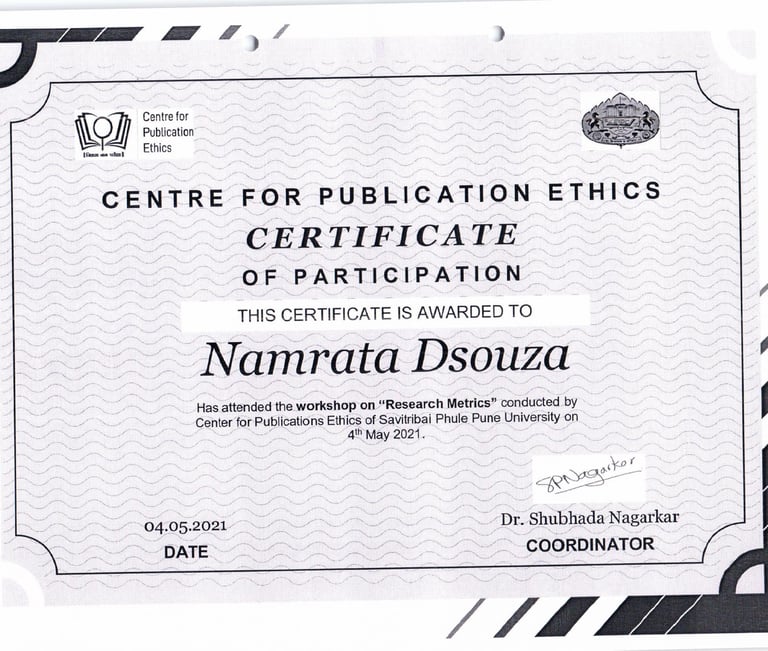 Centre for
Publication
Ethics
CENTRE FOR PUBLICATION ETHICS
CERTIFICATE
OF PARTICIPATION
THIS CERTIFICATE IS AWARDED TO
Namrata Dsouza
Has attended the workshop on “Research Metrics” conducted by
Center for Publications Ethics of Savitribai Phule Pune University on
4th May 2021.
SPNagarkar
04.05.2021
Dr. Shubhada Nagarkar
DATE
COORDINATOR